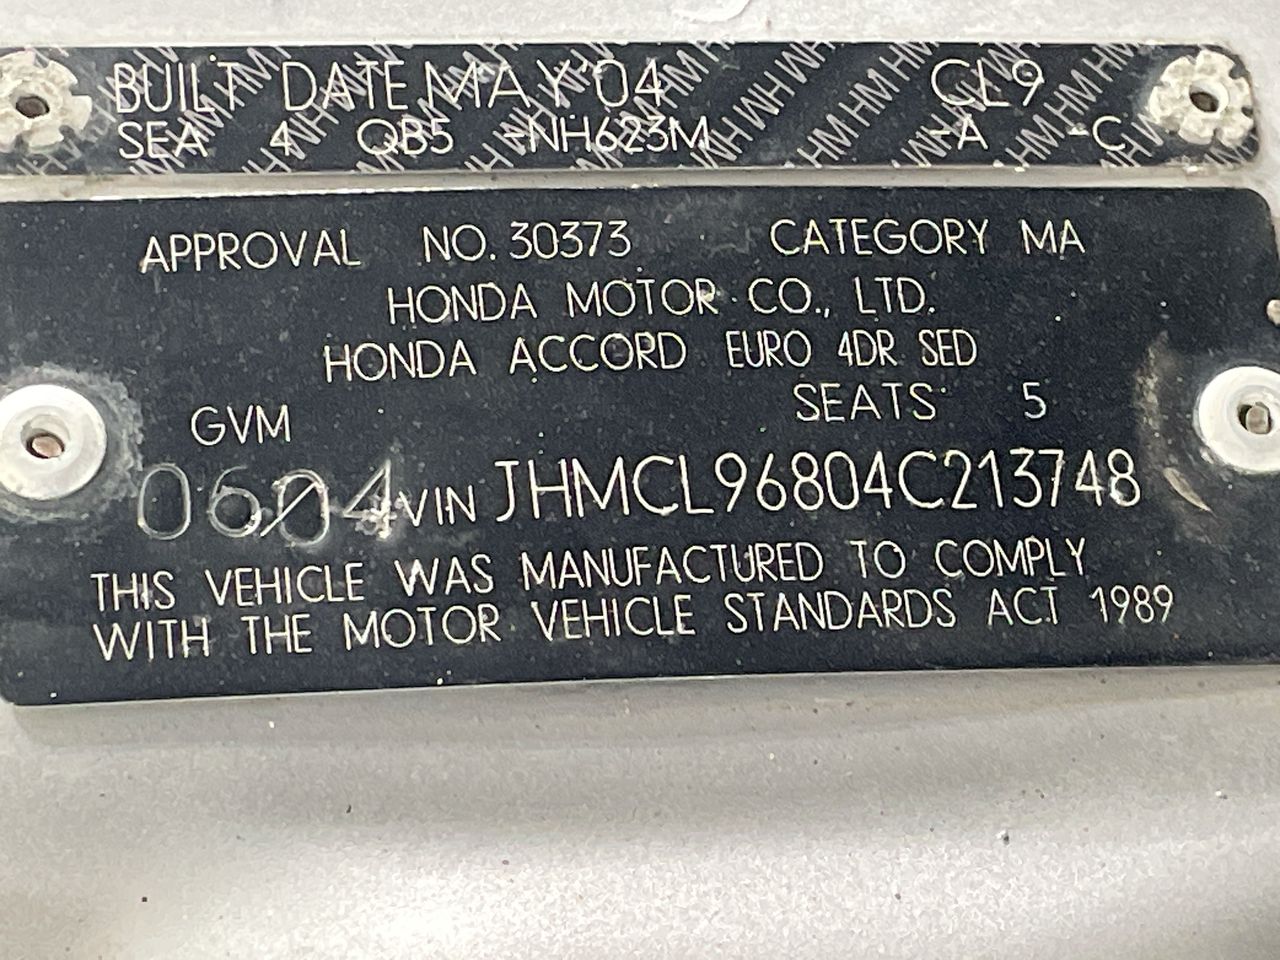 BUILT DATE MAY'04 CL9
SEA 4 QB5 -NH623M -A -C
APPROVAL NO. 30373 CATEGORY MA
HONDA MOTOR CO., LTD.
HONDA ACCORD EURO 4DR SED
SEATS 5
GVM
0604 VIN JHMCL96804C213748
THIS VEHICLE WAS MANUFACTURED TO COMPLY
WITH THE MOTOR VEHICLE STANDARDS ACT 1989